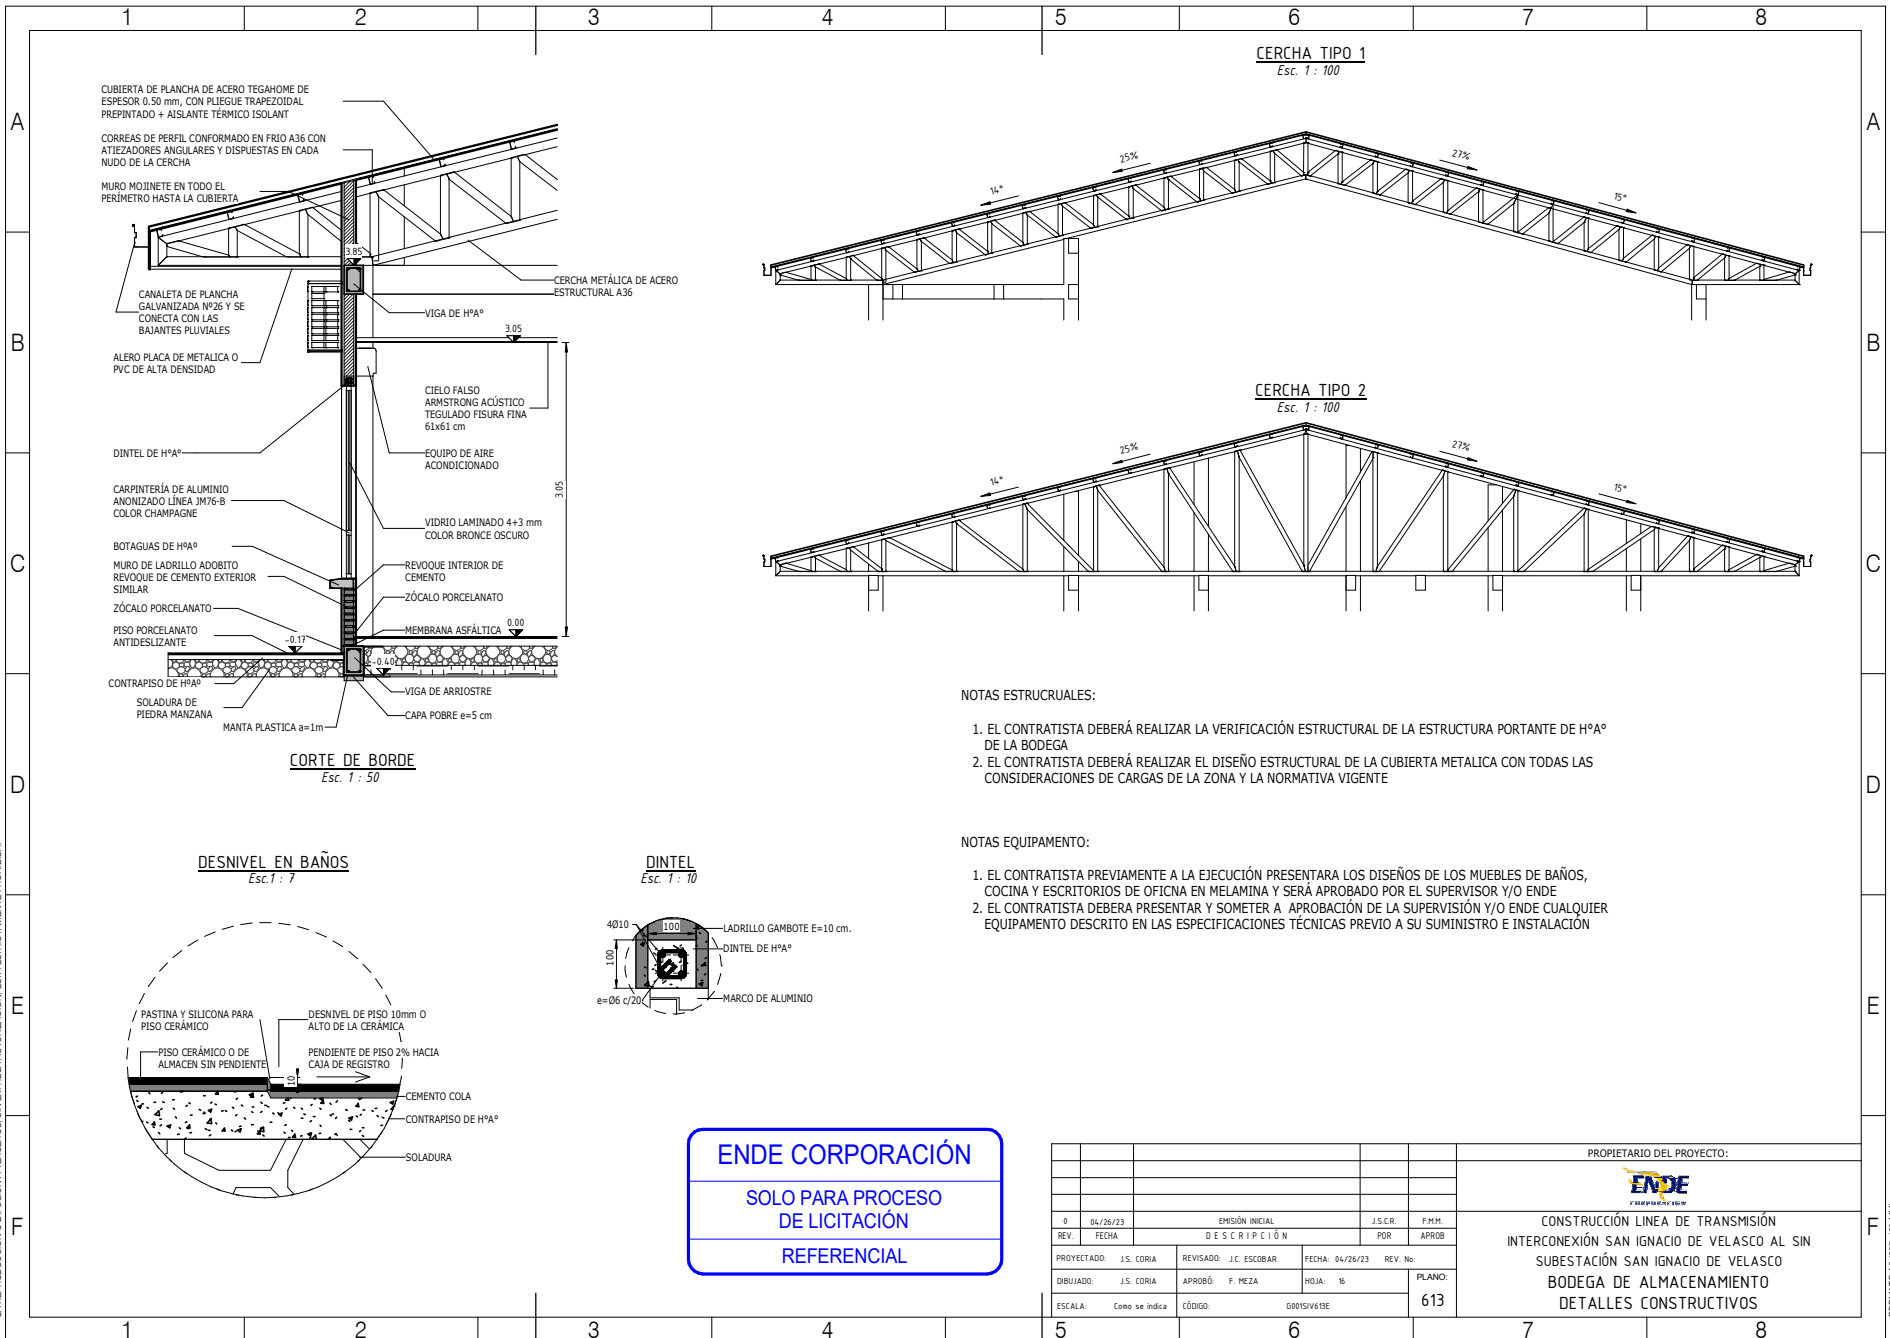 1 2 3 4 5 6 7 8
A A
B B
C C
D D
E E
F F
CUBIERTA DE PLANCHA DE ACERO TEGAHOME DE
ESPESOR 0.50 mm, CON PLIEGUE TRAPEZOIDAL
PREPINTADO + AISLANTE TÉRMICO ISOLANT
CORREAS DE PERFIL CONFORMADO EN FRIO A36 CON
ATIEZADORES ANGULARES Y DISPUESTAS EN CADA
NUDO DE LA CERCHA
MURO MOJINETE EN TODO EL
PERÍMETRO HASTA LA CUBIERTA
3.85
CERCHA METÁLICA DE ACERO
ESTRUCTURAL A36
CANALETA DE PLANCHA
GALVANIZADA Nº26 Y SE
CONECTA CON LAS
BAJANTES PLUVIALES
VIGA DE HºAº
3.05
ALERO PLACA DE METALICA O
PVC DE ALTA DENSIDAD
CIELO FALSO
ARMSTRONG ACÚSTICO
TEGULADO FISURA FINA
61x61 cm
DINTEL DE HºAº
EQUIPO DE AIRE
ACONDICIONADO
3.05
CARPINTERÍA DE ALUMINIO
ANONIZADO LÍNEA JM76-B
COLOR CHAMPAGNE
VIDRIO LAMINADO 4+3 mm
COLOR BRONCE OSCURO
BOTAGUAS DE HºAº
MURO DE LADRILLO ADOBITO
REVOQUE DE CEMENTO EXTERIOR
SIMILAR
REVOQUE INTERIOR DE
CEMENTO
ZÓCALO PORCELANATO
ZÓCALO PORCELANATO
PISO PORCELANATO
ANTIDESLIZANTE
MEMBRANA ASFÁLTICA
0.00
-0.17
-0.40
CONTRAPISO DE HºAº
VIGA DE ARRIOSTRE
SOLADURA DE
PIEDRA MANZANA
CAPA POBRE e=5 cm
MANTA PLASTICA a=1m
CORTE DE BORDE
Esc. 1 : 50
CERCHA TIPO 1
Esc. 1 : 100
14°
25%
27%
15°
CERCHA TIPO 2
Esc. 1 : 100
14°
25%
27%
15°
NOTAS ESTRUCRUALES:
1. EL CONTRATISTA DEBERÁ REALIZAR LA VERIFICACIÓN ESTRUCTURAL DE LA ESTRUCTURA PORTANTE DE HºAº
DE LA BODEGA
2. EL CONTRATISTA DEBERÁ REALIZAR EL DISEÑO ESTRUCTURAL DE LA CUBIERTA METALICA CON TODAS LAS
CONSIDERACIONES DE CARGAS DE LA ZONA Y LA NORMATIVA VIGENTE
NOTAS EQUIPAMENTO:
1. EL CONTRATISTA PREVIAMENTE A LA EJECUCIÓN PRESENTARA LOS DISEÑOS DE LOS MUEBLES DE BAÑOS,
COCINA Y ESCRITORIOS DE OFICNA EN MELAMINA Y SERÁ APROBADO POR EL SUPERVISOR Y/O ENDE
2. EL CONTRATISTA DEBERA PRESENTAR Y SOMETER A APROBACIÓN DE LA SUPERVISIÓN Y/O ENDE CUALQUIER
EQUIPAMENTO DESCRITO EN LAS ESPECIFICACIONES TÉCNICAS PREVIO A SU SUMINISTRO E INSTALACIÓN
DESNIVEL EN BAÑOS
Esc.1 : 7
PASTINA Y SILICONA PARA
PISO CERÁMICO
DESNIVEL DE PISO 10mm O
ALTO DE LA CERÁMICA
PISO CERÁMICO O DE
ALMACEN SIN PENDIENTE
PENDIENTE DE PISO 2% HACIA
CAJA DE REGISTRO
10
CEMENTO COLA
CONTRAPISO DE HºAº
SOLADURA
DINTEL
Esc. 1 : 10
4Ø10
100
100
LADRILLO GAMBOTE E=10 cm.
DINTEL DE HºAº
e=Ø6 c/20
MARCO DE ALUMINIO
ENDE CORPORACIÓN
SOLO PARA PROCESO
DE LICITACIÓN
REFERENCIAL
0 04/26/23 EMISIÓN INICIAL J.S.C.R. F.M.M.
REV. FECHA DESCRIPCIÓN POR APROB
PROYECTADO: J.S. CORIA REVISADO: J.C. ESCOBAR FECHA: 04/26/23 REV. No:
DIBUJADO: J.S. CORIA APROBÓ: F. MEZA HOJA: 16 PLANO:
ESCALA: Como se indica CÓDIGO: G001SIV613E 613
PROPIETARIO DEL PROYECTO:
ENDE
CORPORACIÓN
CONSTRUCCIÓN LINEA DE TRANSMISIÓN
INTERCONEXIÓN SAN IGNACIO DE VELASCO AL SIN
SUBESTACIÓN SAN IGNACIO DE VELASCO
BODEGA DE ALMACENAMIENTO
DETALLES CONSTRUCTIVOS
1 2 3 4 5 6 7 8